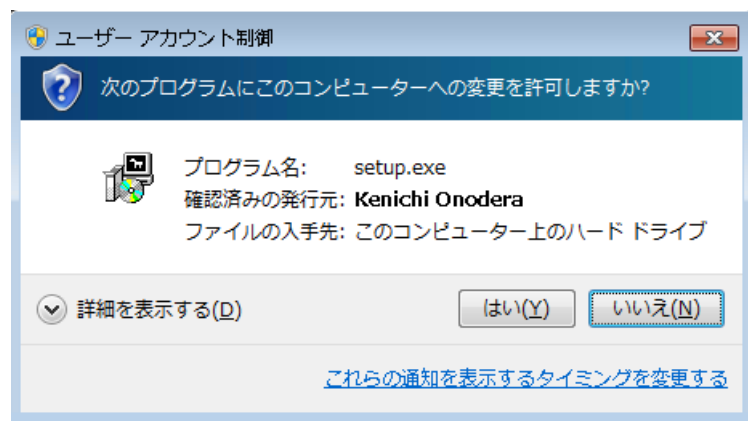 ユーザー アカウント制御
次のプログラムにこのコンピューターへの変更を許可しますか?
プログラム名: setup.exe
確認済みの発行元: Kenichi Onodera
ファイルの入手先: このコンピューター上のハード ドライブ
詳細を表示する(D) はい(Y) いいえ(N)
これらの通知を表示するタイミングを変更する